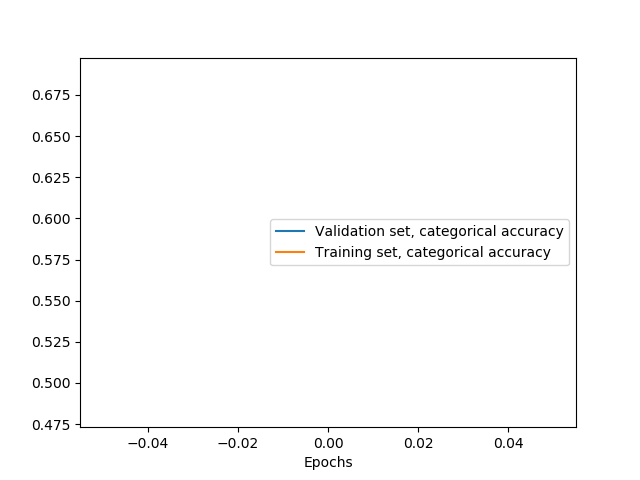 0.675
0.650
0.625
0.600
0.575
0.550
0.525
0.500
0.475
Validation set, categorical accuracy
Training set, categorical accuracy
−0.04 −0.02 0.00 0.02 0.04
Epochs